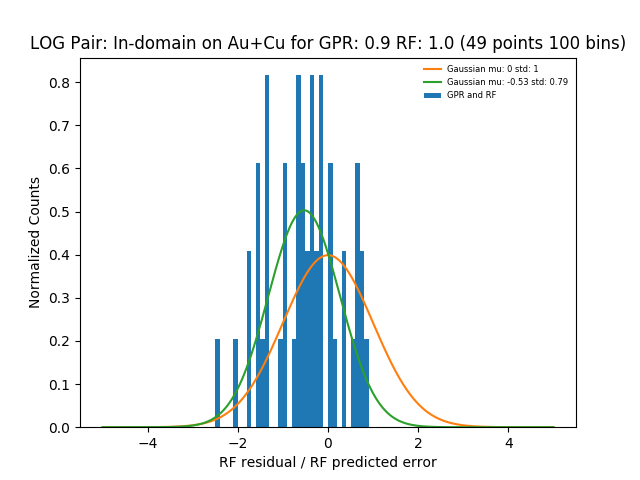 LOG Pair: In-domain on Au+Cu for GPR: 0.9 RF: 1.0 (49 points 100 bins)
Gaussian mu: 0 std: 1
Gaussian mu: -0.53 std: 0.79
GPR and RF
Normalized Counts
0.8
0.7
0.6
0.5
0.4
0.3
0.2
0.1
0.0
−4 −2 0 2 4
RF residual / RF predicted error